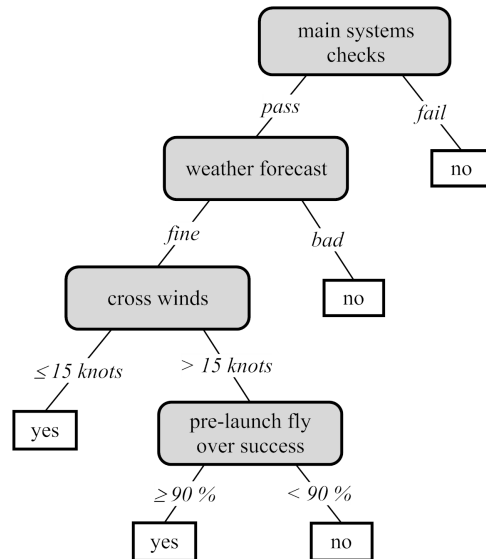 main systems
checks
pass
fail
weather forecast
no
fine
bad
cross winds
no
≤15 knots
> 15 knots
yes
pre-launch fly
over success
≥90 %
< 90 %
yes
no